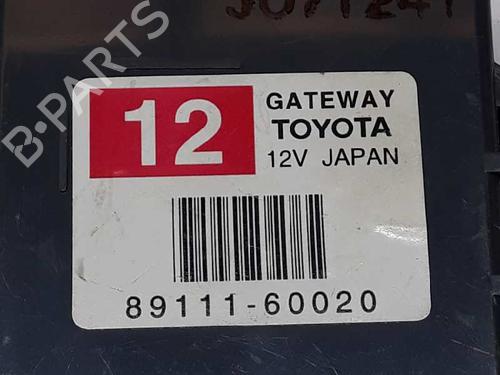 12
GATEWAY
TOYOTA
12V JAPAN
89111-60020
B-PARTS